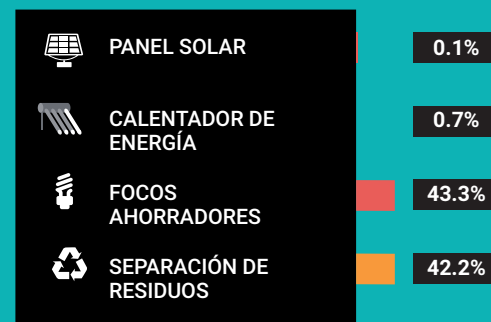 PANEL SOLAR 0.1%
CALENTADOR DE
ENERGÍA 0.7%
FOCOS
AHORRADORES 43.3%
SEPARACIÓN DE
RESIDUOS 42.2%